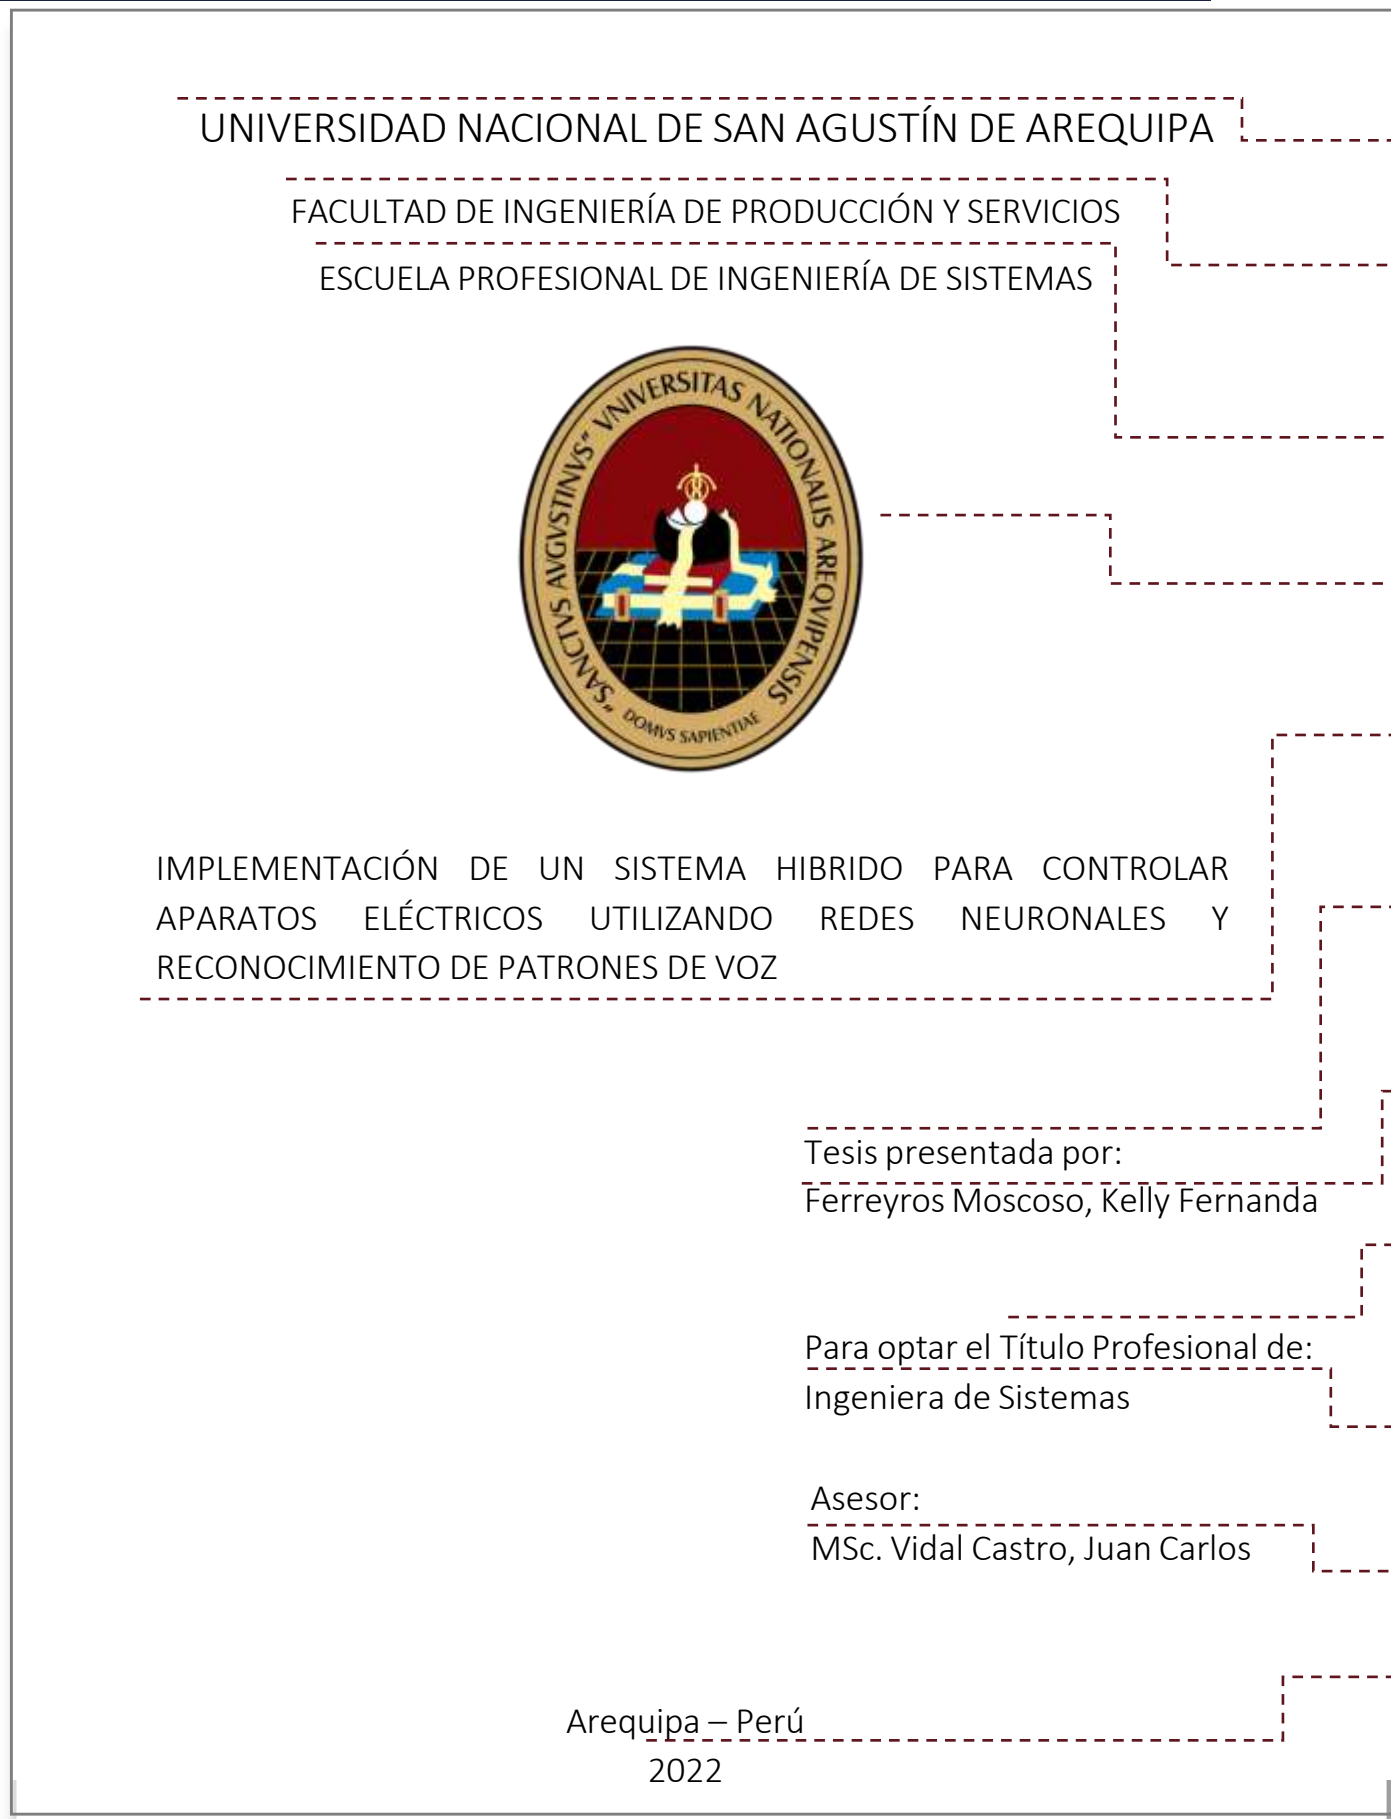 UNIVERSIDAD NACIONAL DE SAN AGUSTÍN DE AREQUIPA
FACULTAD DE INGENIERÍA DE PRODUCCIÓN Y SERVICIOS
ESCUELA PROFESIONAL DE INGENIERÍA DE SISTEMAS
"SANCTVS AVGVSTINVS" VNIVERSITAS NATIONALIS AREQVIPENSIS
DOMVS SAPIENTIAE
IMPLEMENTACIÓN DE UN SISTEMA HIBRIDO PARA CONTROLAR
APARATOS ELÉCTRICOS UTILIZANDO REDES NEURONALES Y
RECONOCIMIENTO DE PATRONES DE VOZ
Tesis presentada por:
Ferreyros Moscoso, Kelly Fernanda
Para optar el Título Profesional de:
Ingeniera de Sistemas
Asesor:
MSc. Vidal Castro, Juan Carlos
Arequipa – Perú
2022